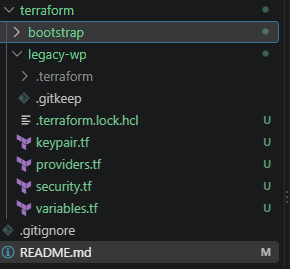 terraform
bootstrap
legacy-wp
.terraform
.gitkeep
.terraform.lock.hcl U
keypair.tf U
providers.tf U
security.tf U
variables.tf U
.gitignore
README.md M